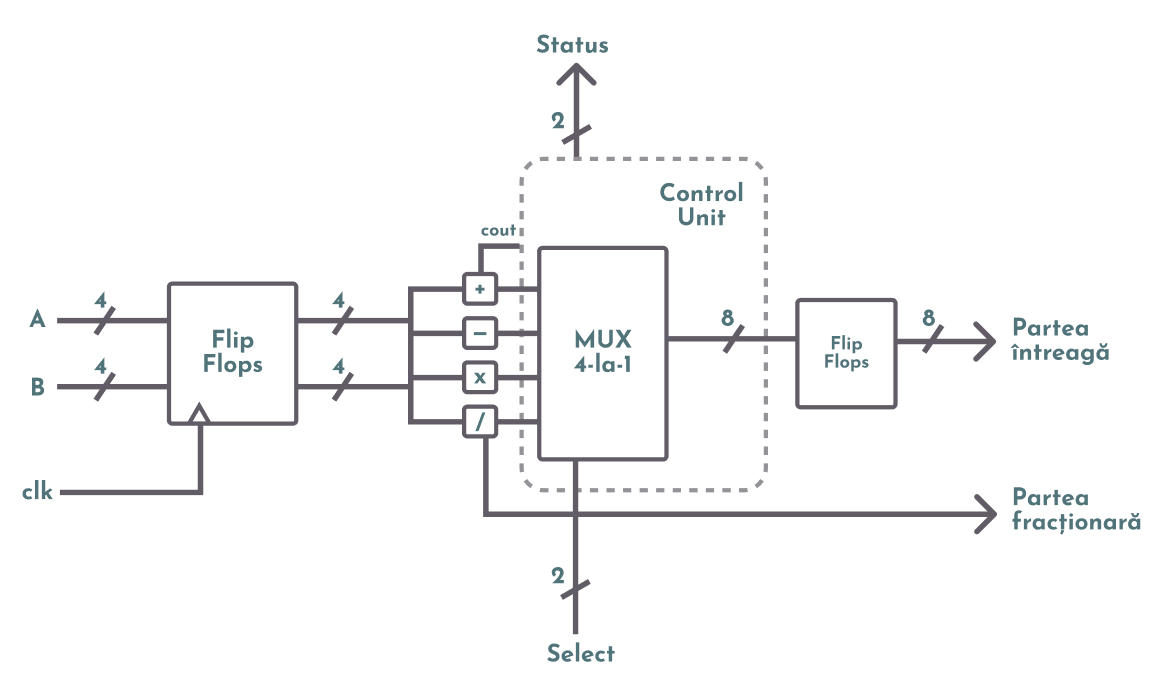 Status
2
Control
Unit
cout
A
4
B
4
clk
Flip
Flops
4
4
+
−
x
/
MUX
4-la-1
8
Flip
Flops
8
Partea
întreagă
Partea
fracționară
2
Select